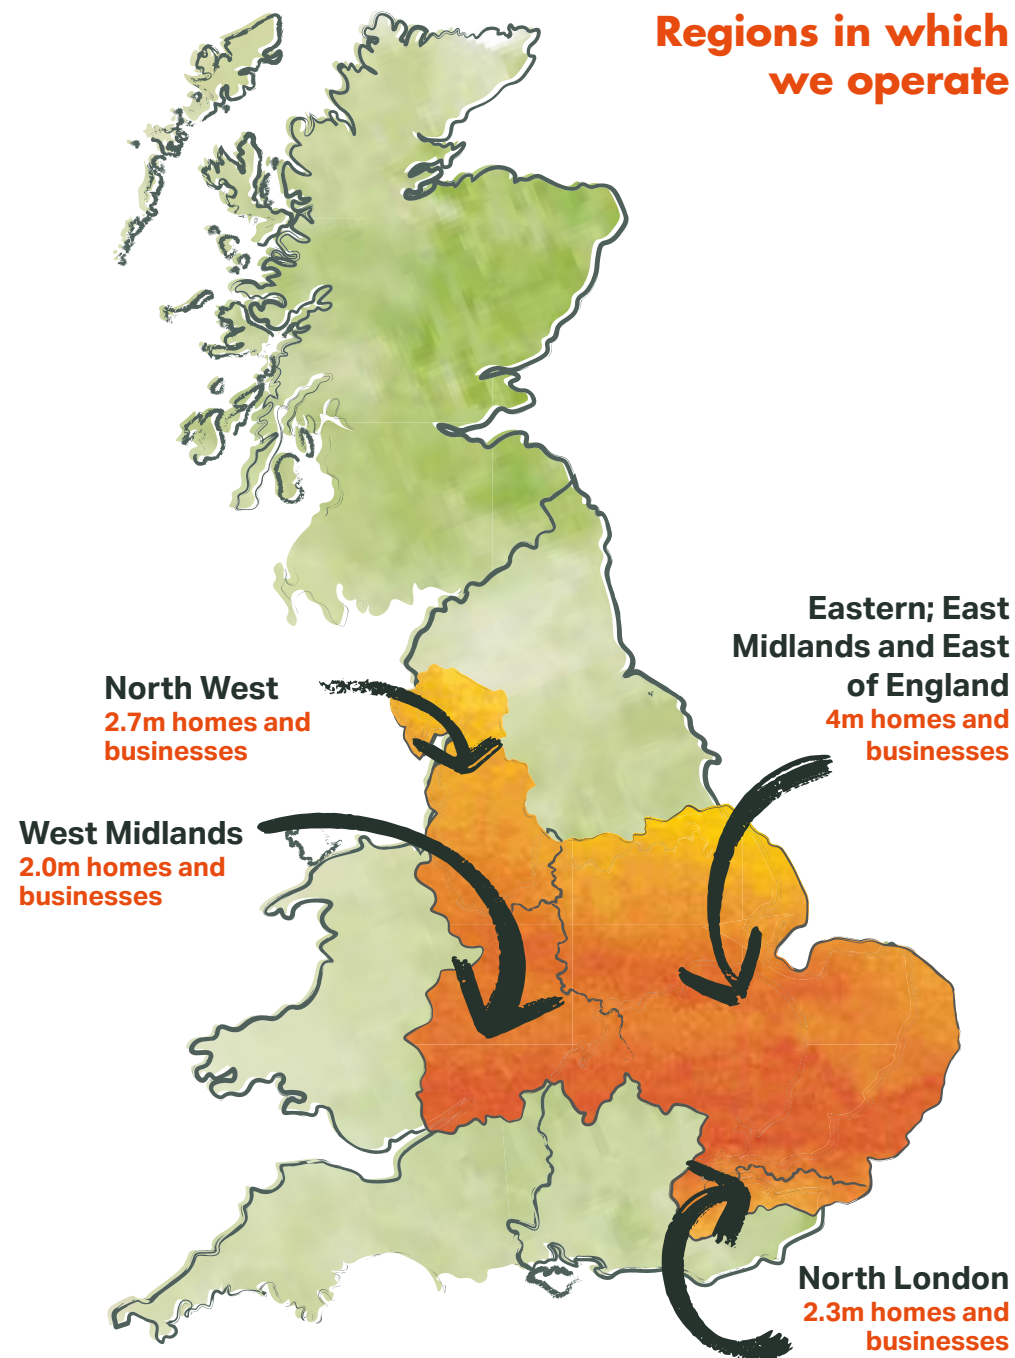 Regions in which
we operate
Eastern; East
Midlands and East
of England
4m homes and
businesses
North West
2.7m homes and
businesses
West Midlands
2.0m homes and
businesses
North London
2.3m homes and
businesses